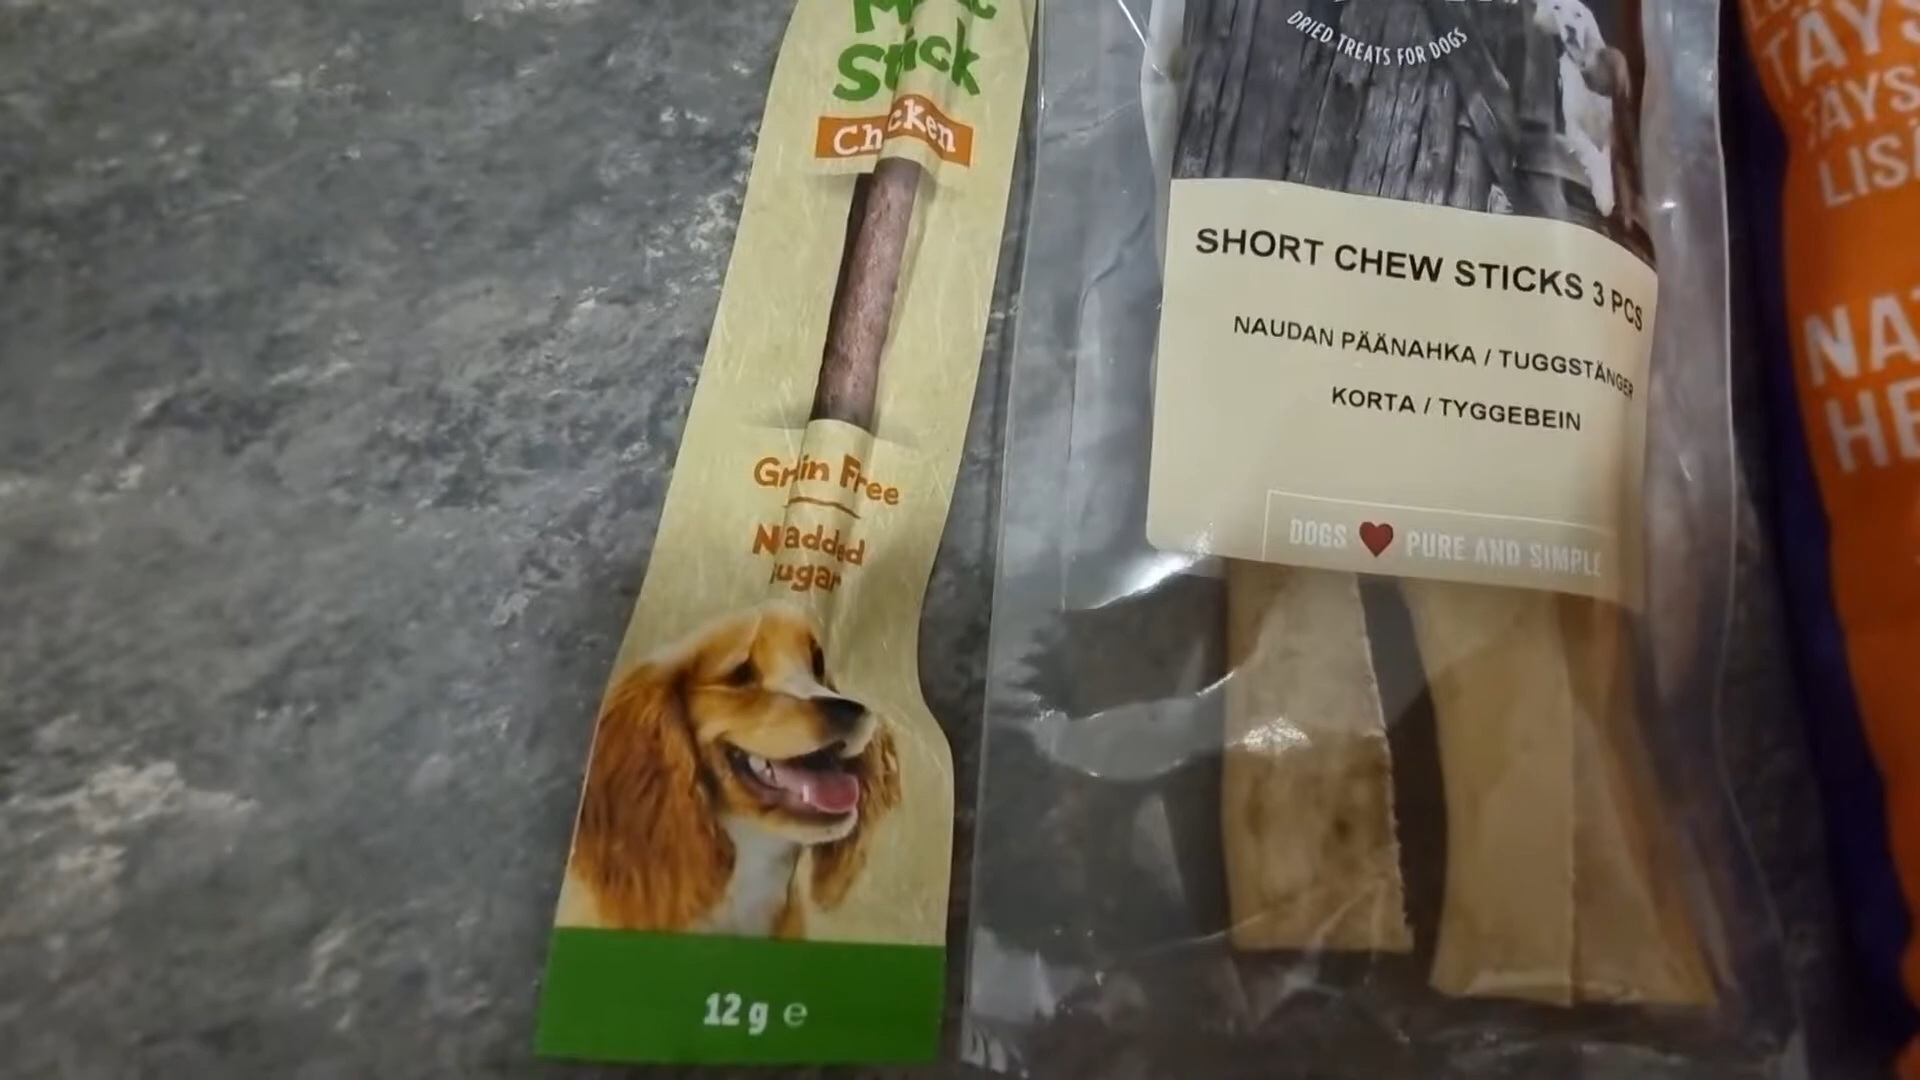 Stick
Chicken
Grain Free
No added
sugar
12 g e
DRIED TREATS FOR DOGS
SHORT CHEW STICKS 3 PCS
NAUDAN PÄÄNAHKA / TUGGSTÄNGER
KORTA / TYGGEBEIN
DOGS ♥ PURE AND SIMPLE